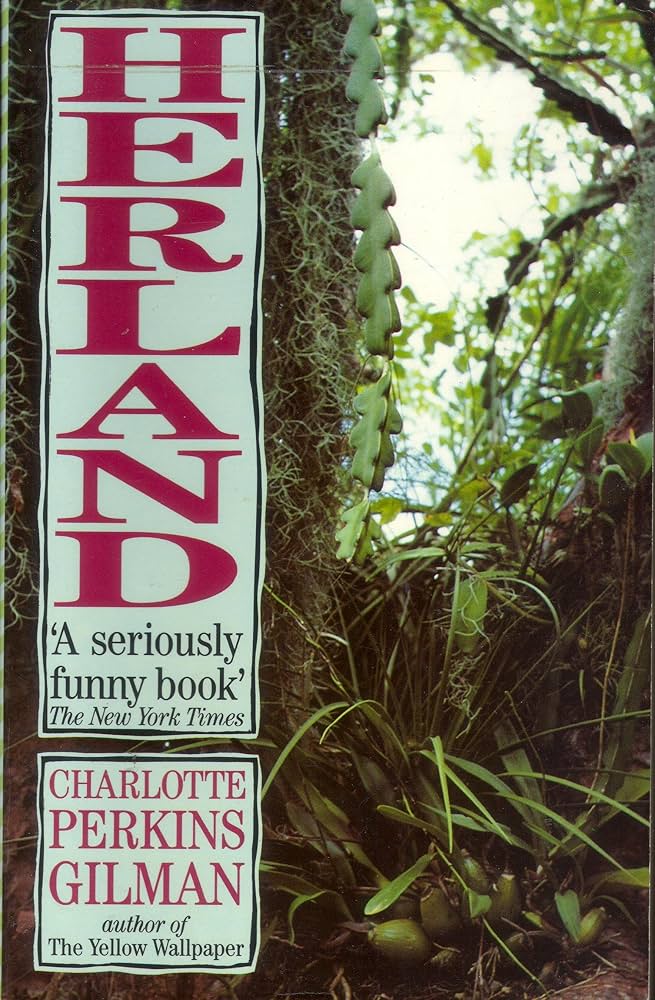 HERLAND
'A seriously
funny book'
The New York Times
CHARLOTTE
PERKINS
GILMAN
author of
The Yellow Wallpaper